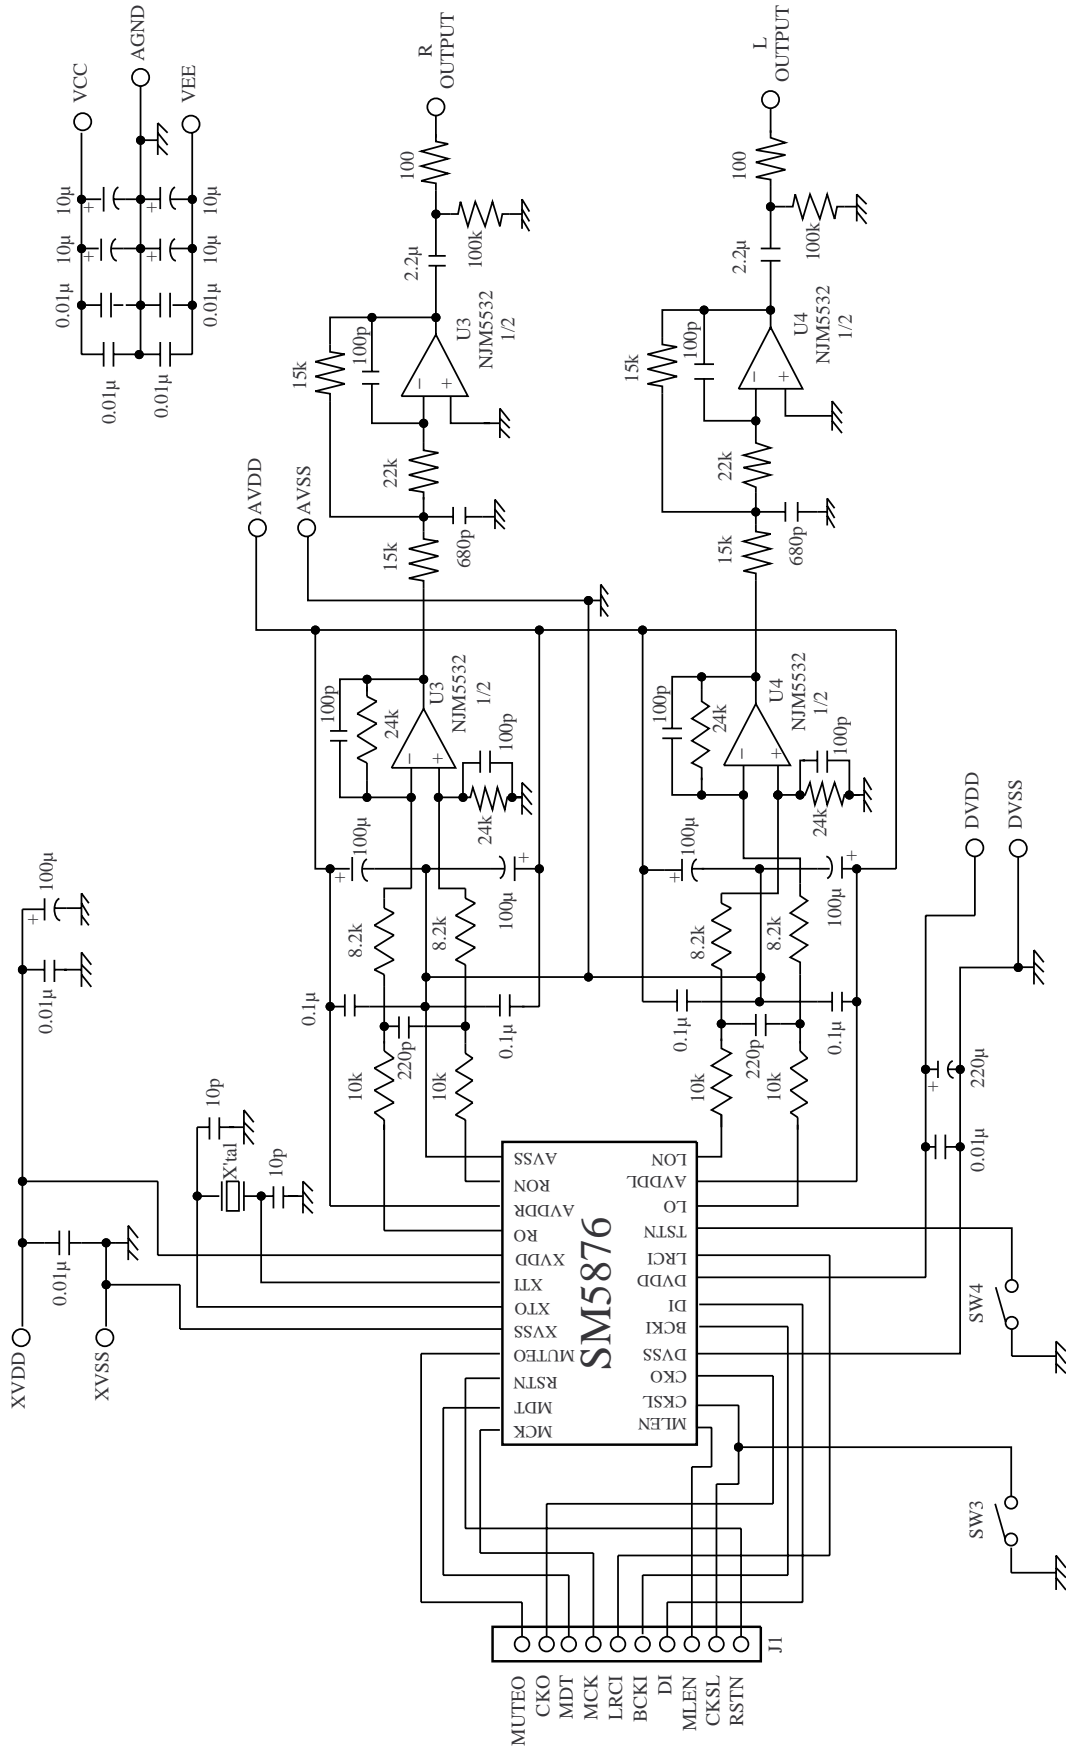 VCC
AGND
VEE
10µ
+
+
10µ
10µ
+
+
10µ
0.01µ
0.01µ
0.01µ
0.01µ
R
OUTPUT
100
100k
2.2µ
U3
NJM5532
1/2
15k
100p
−
+
22k
680p
15k
L
OUTPUT
100
100k
2.2µ
U4
NJM5532
1/2
15k
100p
−
+
22k
680p
15k
AVDD
AVSS
U3
NJM5532
1/2
100p
24k
−
+
100p
24k
100µ
+
+
100µ
8.2k
8.2k
0.1µ
0.1µ
220p
10k
10k
U4
NJM5532
1/2
100p
24k
−
+
100p
24k
100µ
+
+
100µ
8.2k
8.2k
0.1µ
0.1µ
220p
10k
10k
100µ
+
0.01µ
10p
X'tal
10p
0.01µ
XVDD
XVSS
DVDD
DVSS
220µ
+
0.01µ
SM5876
AVSS
RON
AVDDR
RO
XVDD
XTI
XTO
XVSS
MUTEO
RSTN
MDT
MCK
LON
AVDDL
LO
TSTN
LRCI
DVDD
DI
BCKI
DVSS
CKO
CKSL
MLEN
SW4
SW3
J1
MUTEO
CKO
MDT
MCK
LRCI
BCKI
DI
MLEN
CKSL
RSTN